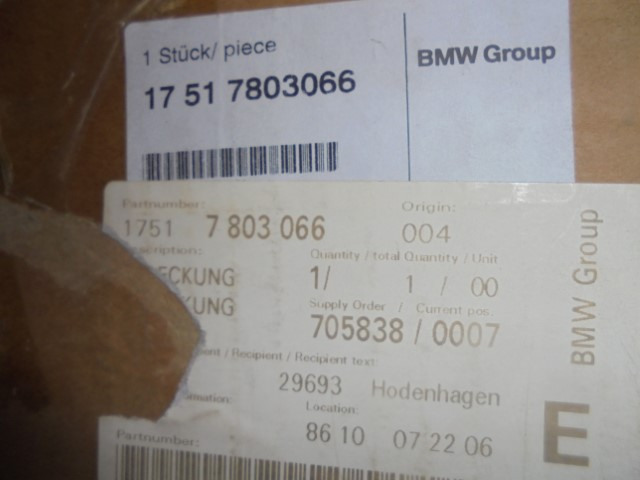 1 Stück/ piece
BMW Group
17 51 7803066
Partnumber:
Origin:
1751 7 803 066
004
Quantity / total Quantity / Unit
ECKUNG
1/ 1 / 00
KUNG
Supply Order / Current pos.
705838 / 0007
/ Recipient / Recipient text:
29693 Hodenhagen
Location:
86 10 07 22 06
Partnumber:
BMW Group
E